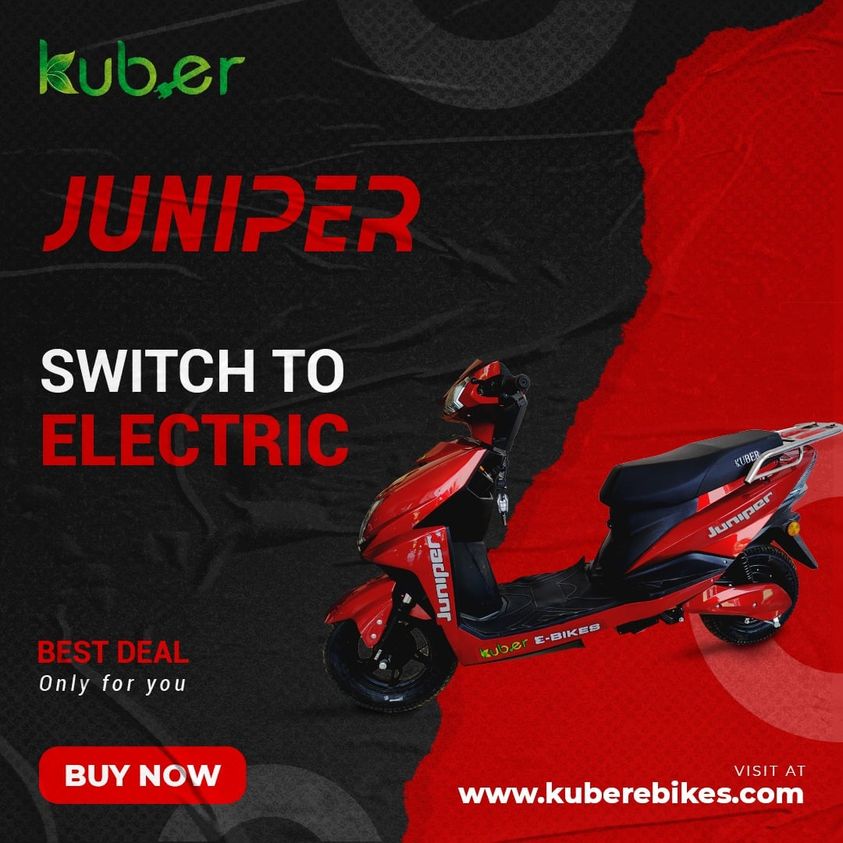 kuber
JUNIPER
SWITCH TO
ELECTRIC
KUBER
Juniper
Juniper
kuber E-BIKES
BEST DEAL
Only for you
BUY NOW
VISIT AT
www.kuberebikes.com